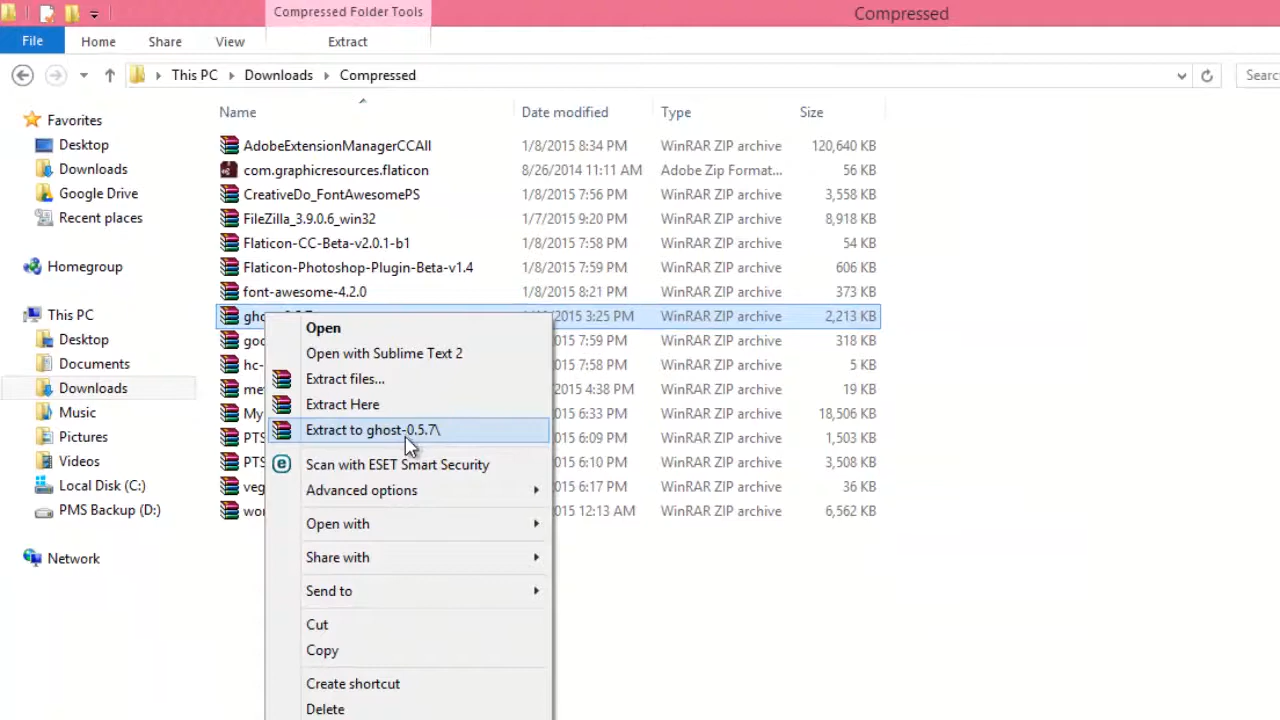 Compressed Folder Tools
Compressed
File
Home
Share
View
Extract
This PC
Downloads
Compressed
Searc
Name
Date modified
Type
Size
Favorites
Desktop
Downloads
Google Drive
Recent places
Homegroup
This PC
Desktop
Documents
Downloads
Music
Pictures
Videos
Local Disk (C:)
PMS Backup (D:)
Network
AdobeExtensionManagerCCAll 1/8/2015 8:34 PM WinRAR ZIP archive 120,640 KB
com.graphicresources.flaticon 8/26/2014 11:11 AM Adobe Zip Format... 56 KB
CreativeDo_FontAwesomePS 1/8/2015 7:56 PM WinRAR ZIP archive 3,558 KB
FileZilla_3.9.0.6_win32 1/7/2015 9:20 PM WinRAR ZIP archive 8,918 KB
Flaticon-CC-Beta-v2.0.1-b1 1/8/2015 7:58 PM WinRAR ZIP archive 54 KB
Flaticon-Photoshop-Plugin-Beta-v1.4 1/8/2015 7:59 PM WinRAR ZIP archive 606 KB
font-awesome-4.2.0 1/8/2015 8:21 PM WinRAR ZIP archive 373 KB
2015 3:25 PM WinRAR ZIP archive 2,213 KB
goo 015 7:59 PM WinRAR ZIP archive 318 KB
hc- 015 7:58 PM WinRAR ZIP archive 5 KB
me 2015 4:38 PM WinRAR ZIP archive 19 KB
My 015 6:33 PM WinRAR ZIP archive 18,506 KB
PTS 015 6:09 PM WinRAR ZIP archive 1,503 KB
PTS 015 6:10 PM WinRAR ZIP archive 3,508 KB
veg 015 6:17 PM WinRAR ZIP archive 36 KB
wor 015 12:13 AM WinRAR ZIP archive 6,562 KB
Open
Open with Sublime Text 2
Extract files...
Extract Here
Extract to ghost-0.5.7\
Scan with ESET Smart Security
Advanced options
Open with
Share with
Send to
Cut
Copy
Create shortcut
Delete